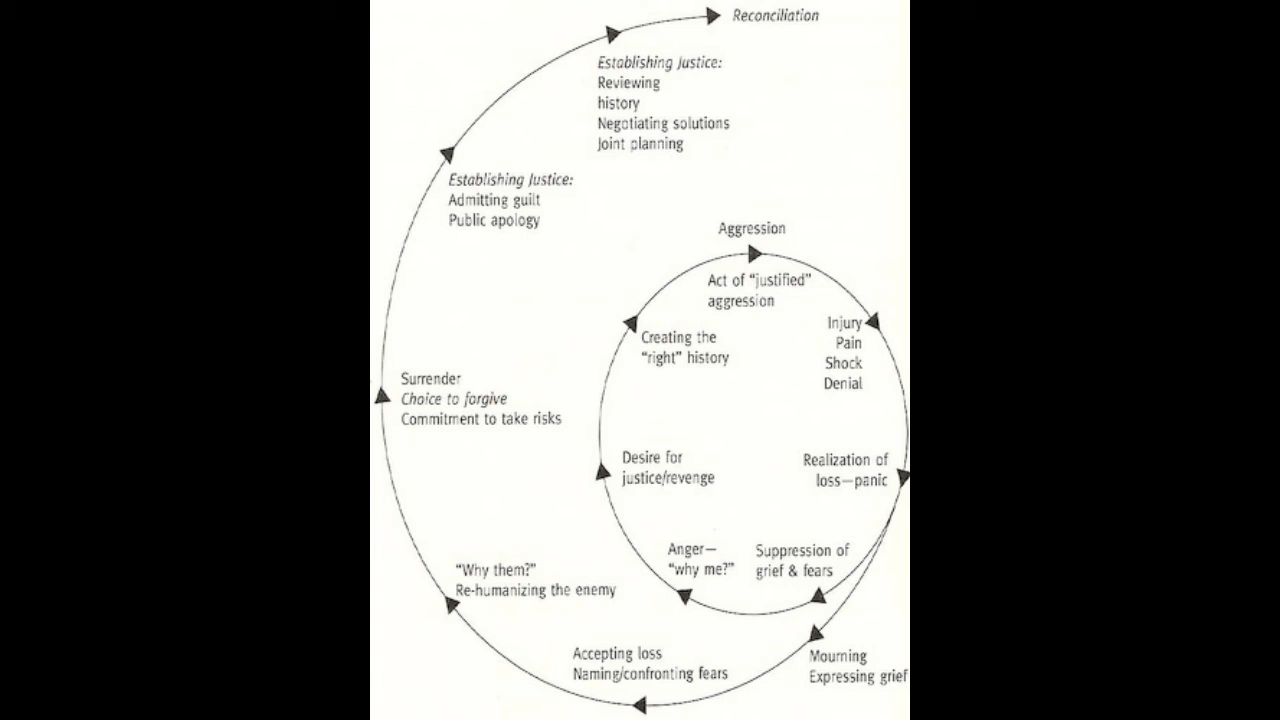 Reconciliation
Establishing Justice:
Reviewing
history
Negotiating solutions
Joint planning
Establishing Justice:
Admitting guilt
Public apology
Aggression
Act of “justified”
aggression
Injury
Pain
Shock
Denial
Creating the
“right” history
Surrender
Choice to forgive
Commitment to take risks
Desire for
justice/revenge
Realization of
loss—panic
Anger—
“why me?”
Suppression of
grief & fears
“Why them?”
Re-humanizing the enemy
Accepting loss
Naming/confronting fears
Mourning
Expressing grief